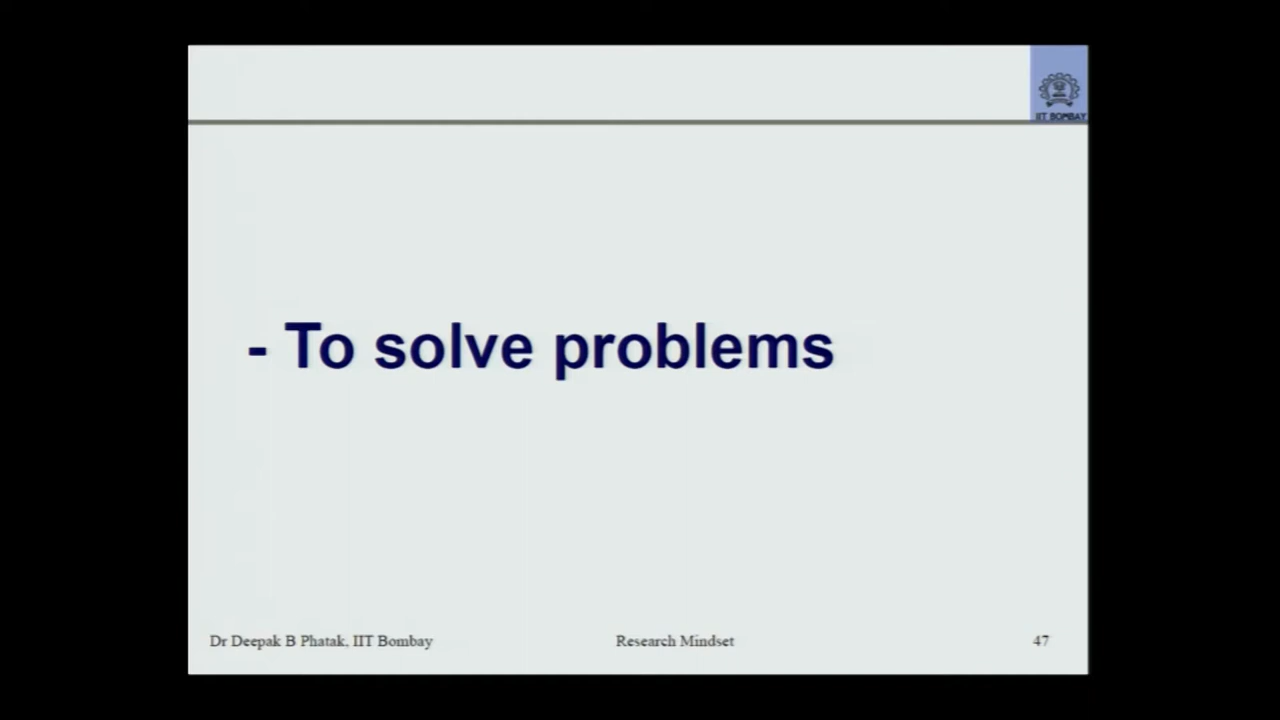 IIT BOMBAY
- To solve problems
Dr Deepak B Phatak, IIT Bombay
Research Mindset
47